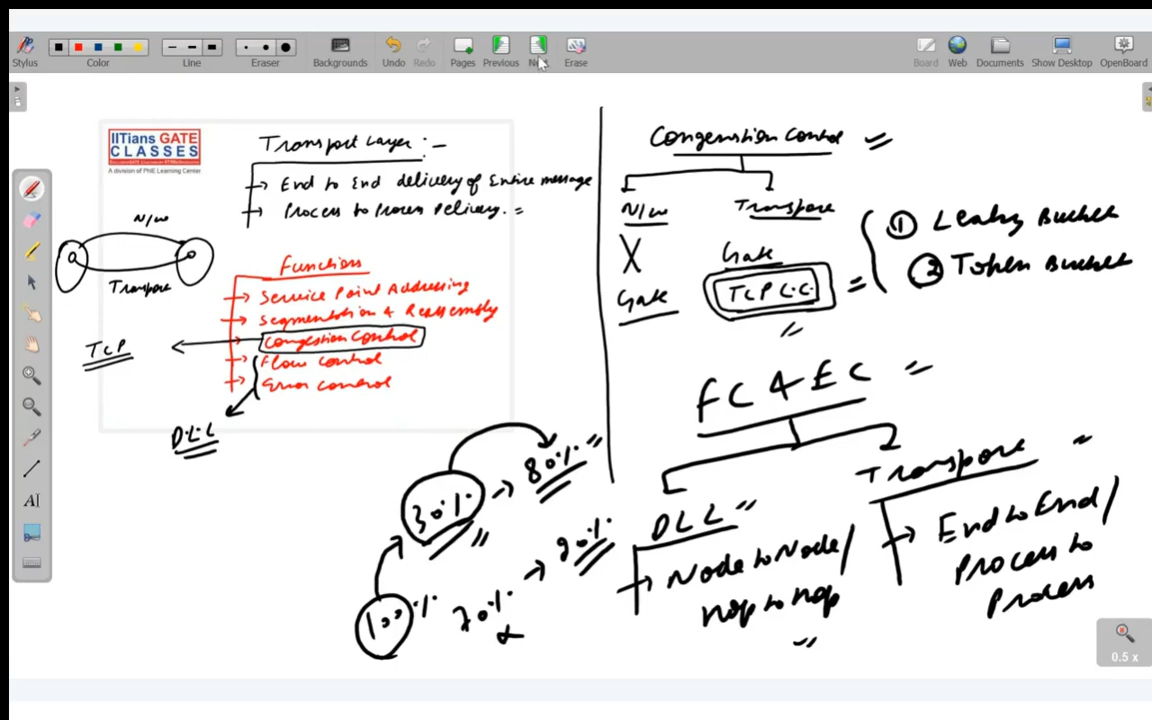 Stylus
Color
Line
Eraser
Backgrounds
Undo
Redo
Pages
Previous
Erase
Board
Web
Documents
Show Desktop
OpenBoard
IITians GATE
CLASSES
A division of PhIE Learning Center
Transport Layer :-
→ End to End delivery of Entire message
→ Process to Process Delivery. =
N/W
Transport
Functions
→ Service Point Addressing
→ Segmentation & Reassembly
→ Congestion Control
→ Flow Control
→ Error Control
TCP
DLL
30%
→ 80%
100%
→ 90%
Congenstion Control =
N/W
Transport
X
Gate
Gate
TCP C.C. =
① Leaky Bucket
② Token Bucket
FC & EC =
DLL
→ Node to Node/
Hop to Hop
Transport
→ End to End/
Process to
Process
AI
0.5 x